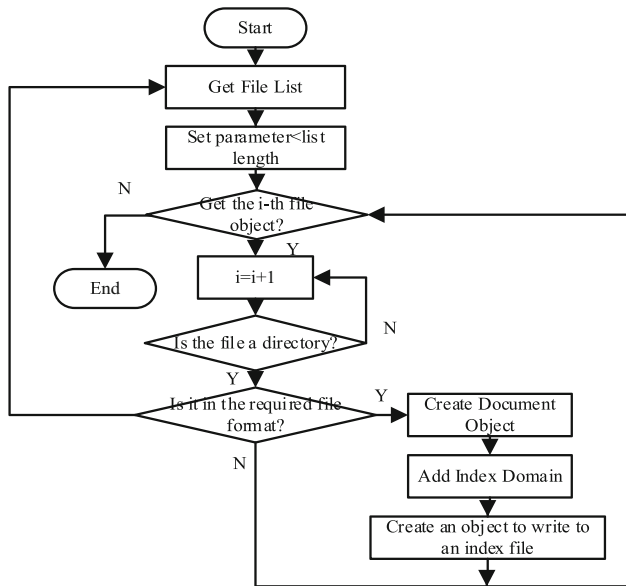 Start
Get File List
Set parameter<list
length
N
Get the i-th file
object?
Y
End
i=i+1
N
Is the file a directory?
Y
Is it in the required file
format?
Y
Create Document
Object
N
Add Index Domain
Create an object to write to
an index file